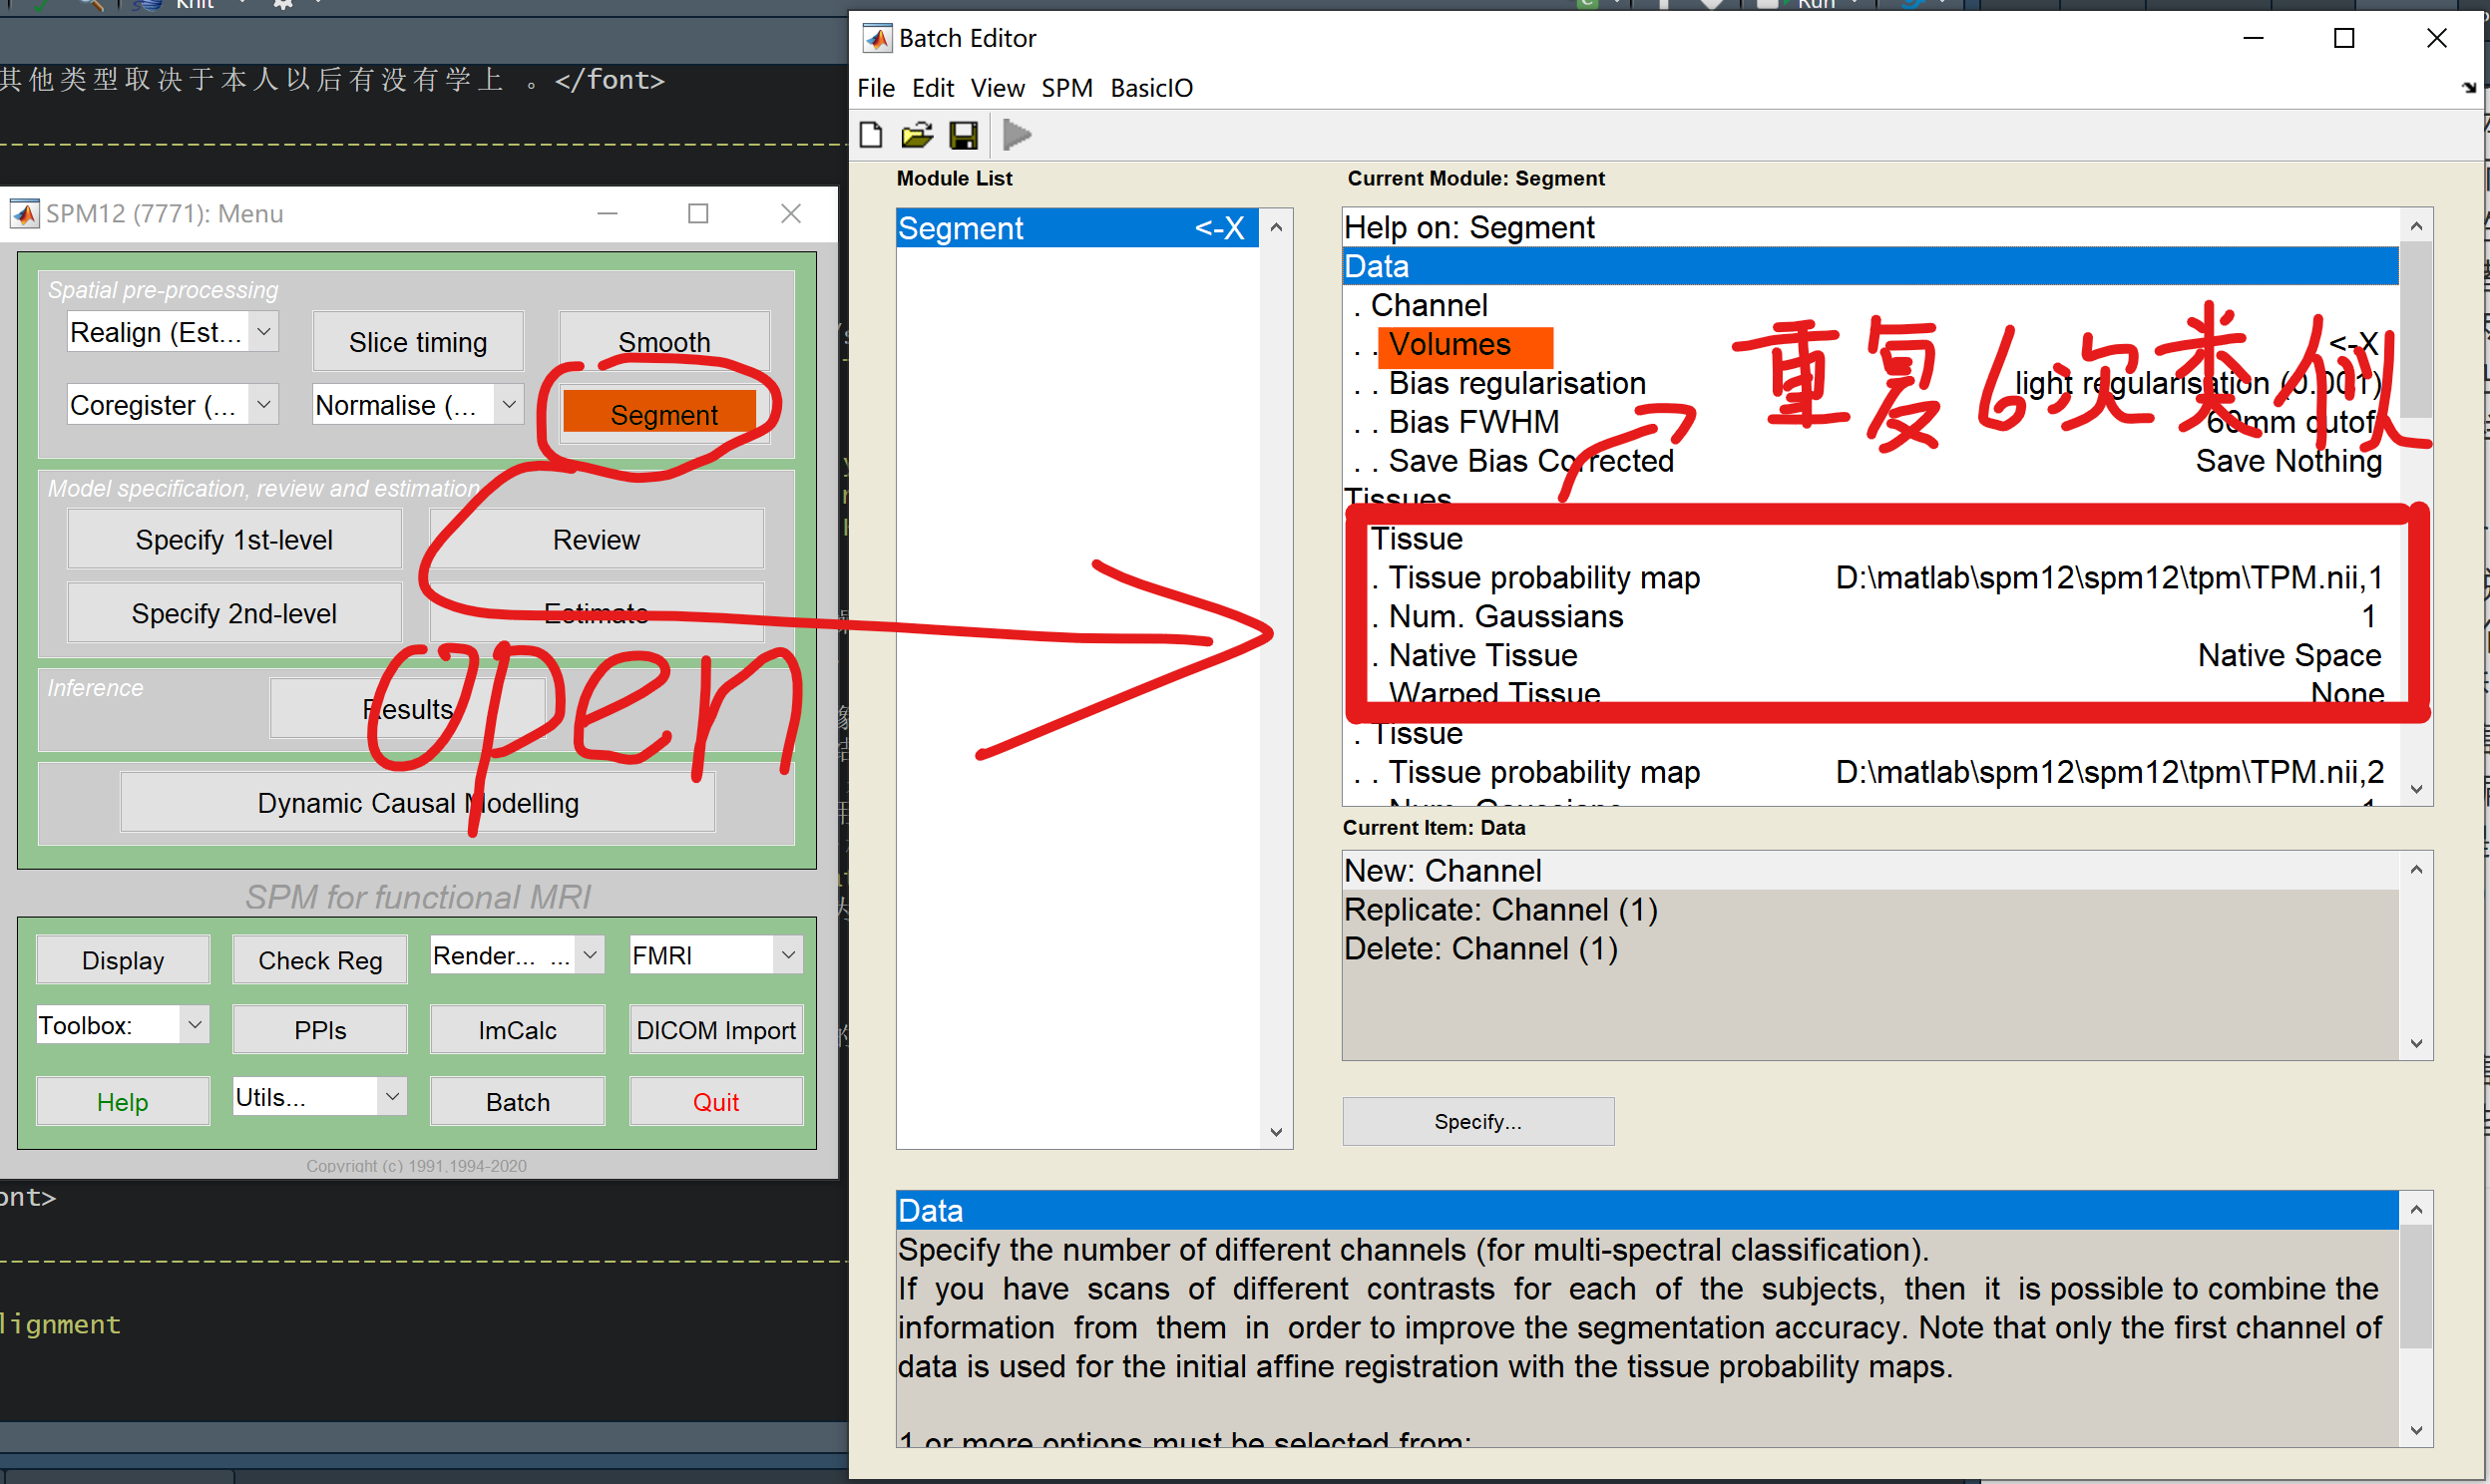 Knit
Run
其他类型取决于本人以后有没有学上 。</font>
SPM12 (7771): Menu
Spatial pre-processing
Realign (Est...
Slice timing
Smooth
Coregister (...
Normalise (...
Segment
Model specification, review and estimation
Specify 1st-level
Review
Specify 2nd-level
Estimate
Inference
Results
open
Dynamic Causal Modelling
SPM for functional MRI
Display
Check Reg
Render... ...
FMRI
Toolbox:
PPIs
ImCalc
DICOM Import
Help
Utils...
Batch
Quit
Copyright (c) 1991,1994-2020
ont>
lignment
Batch Editor
File Edit View SPM BasicIO
Module List
Segment <-X
Current Module: Segment
Help on: Segment
Data
. Channel
. . Volumes <-X
. . Bias regularisation light regularisation (0.001)
. . Bias FWHM 60mm cutoff
. . Save Bias Corrected Save Nothing
重复6次类似
Tissues
Tissue
. Tissue probability map D:\matlab\spm12\spm12\tpm\TPM.nii,1
. Num. Gaussians 1
. Native Tissue Native Space
Warped Tissue None
. Tissue
. . Tissue probability map D:\matlab\spm12\spm12\tpm\TPM.nii,2
. . Num. Gaussians 1
Current Item: Data
New: Channel
Replicate: Channel (1)
Delete: Channel (1)
Specify...
Data
Specify the number of different channels (for multi-spectral classification).
If you have scans of different contrasts for each of the subjects, then it is possible to combine the
information from them in order to improve the segmentation accuracy. Note that only the first channel of
data is used for the initial affine registration with the tissue probability maps.
1 or more options must be selected from: